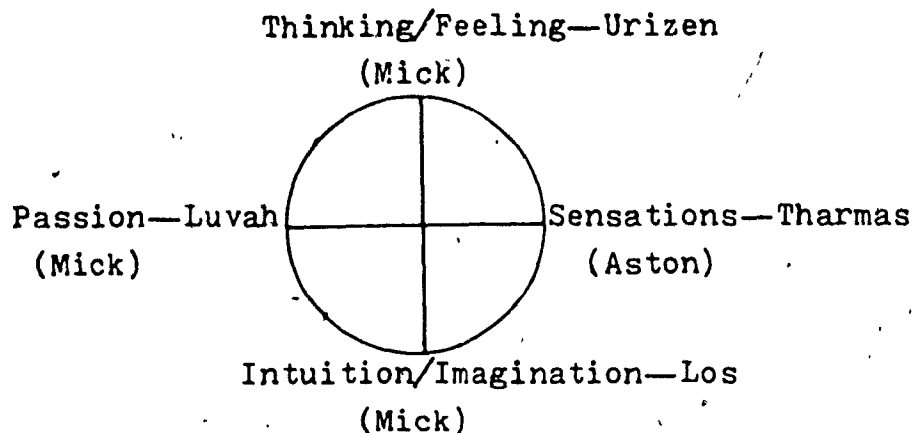 Thinking/Feeling—Urizen
(Mick)
Passion—Luvah
(Mick)
Sensations—Tharmas
(Aston)
Intuition/Imagination—Los
(Mick)